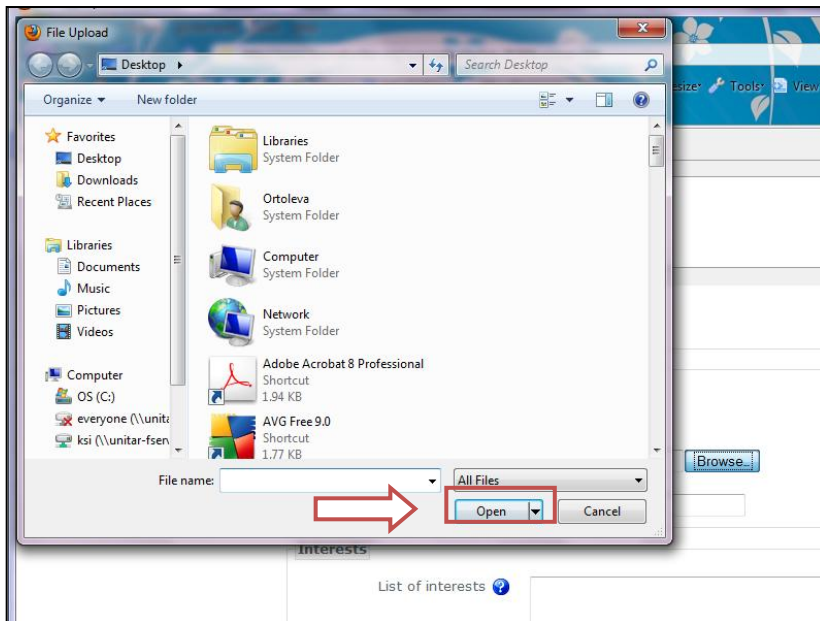 File Upload
Desktop
Search Desktop
Organize
New folder
Favorites
Desktop
Downloads
Recent Places
Libraries
Documents
Music
Pictures
Videos
Computer
OS (C:)
everyone (\\unita
ksi (\\unitar-fserv
Libraries
System Folder
Ortoleva
System Folder
Computer
System Folder
Network
System Folder
Adobe Acrobat 8 Professional
Shortcut
1.94 KB
AVG Free 9.0
Shortcut
1.77 KB
File name:
All Files
Open
Cancel
Tools
View
Browse...
Interests
List of interests